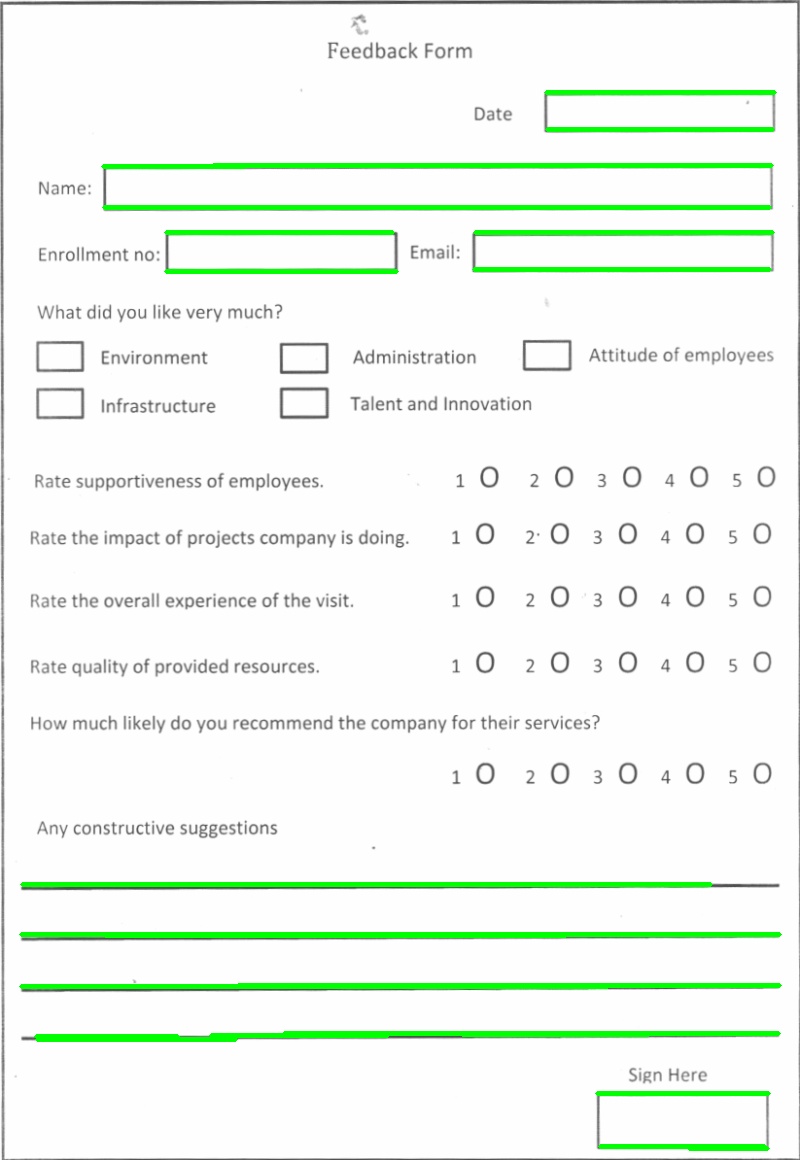 Feedback Form
Date
Name:
Enrollment no: Email:
What did you like very much?
Environment Administration Attitude of employees
Infrastructure Talent and Innovation
Rate supportiveness of employees. 1 O 2 O 3 O 4 O 5 O
Rate the impact of projects company is doing. 1 O 2 O 3 O 4 O 5 O
Rate the overall experience of the visit. 1 O 2 O 3 O 4 O 5 O
Rate quality of provided resources. 1 O 2 O 3 O 4 O 5 O
How much likely do you recommend the company for their services?
1 O 2 O 3 O 4 O 5 O
Any constructive suggestions
Sign Here